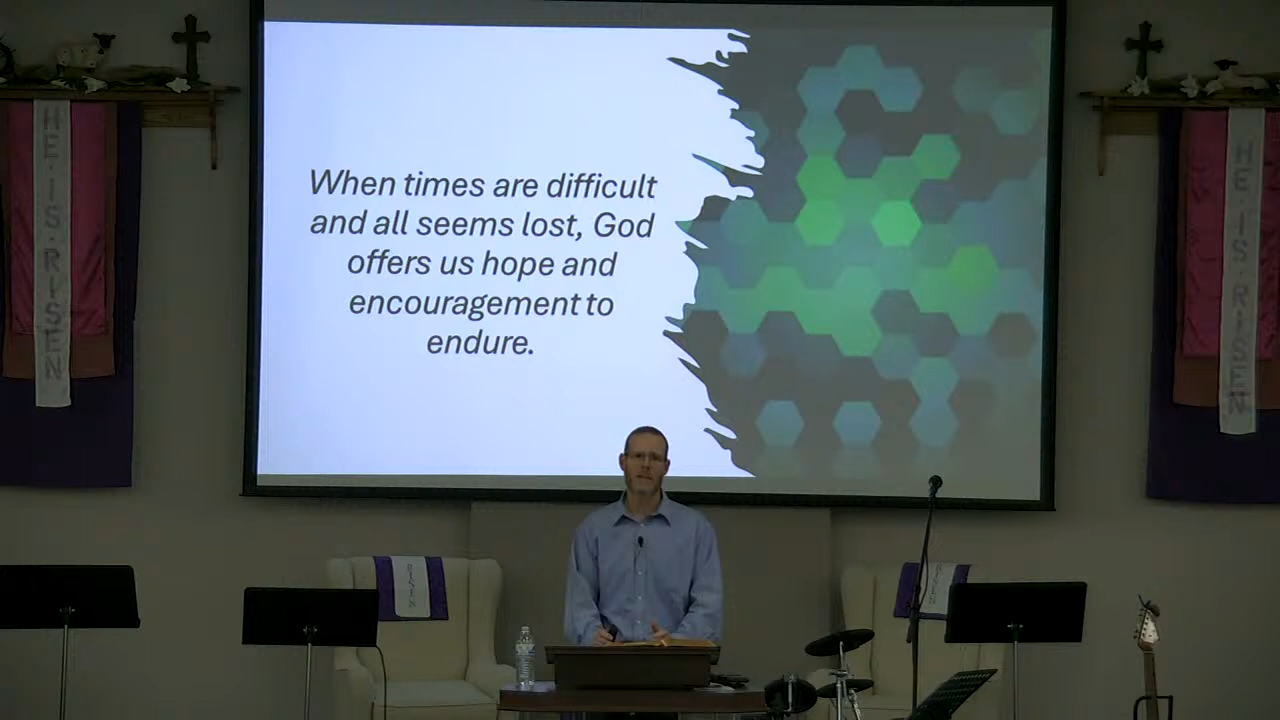 When times are difficult
and all seems lost, God
offers us hope and
encouragement to
endure.
HE IS RISEN
HE IS RISEN
RISEN